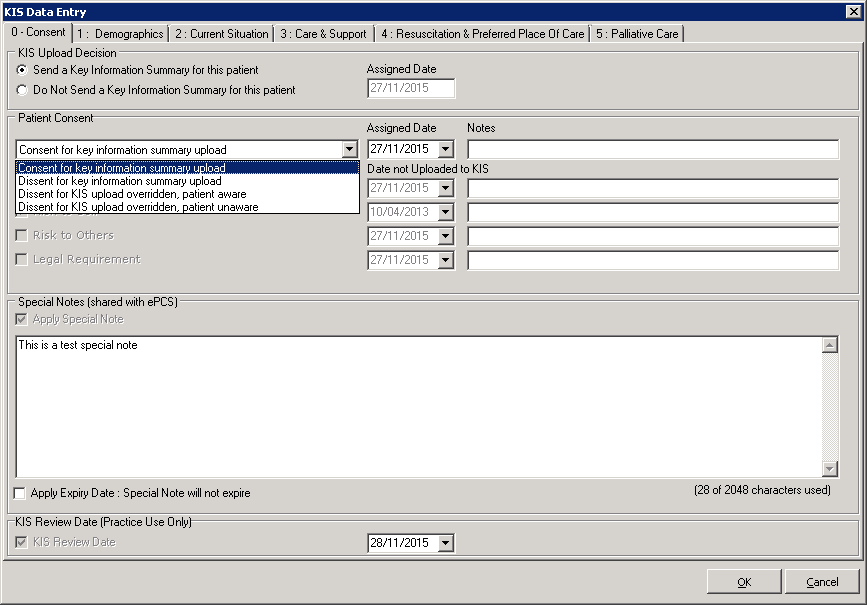 KIS Data Entry
0 - Consent 1 : Demographics 2 : Current Situation 3 : Care & Support 4 : Resuscitation & Preferred Place Of Care 5 : Palliative Care
KIS Upload Decision
Send a Key Information Summary for this patient Assigned Date
Do Not Send a Key Information Summary for this patient 27/11/2015
Patient Consent
Assigned Date Notes
Consent for key information summary upload 27/11/2015
Consent for key information summary upload Date not Uploaded to KIS
Dissent for key information summary upload 27/11/2015
Dissent for KIS upload overridden, patient aware
Dissent for KIS upload overridden, patient unaware 10/04/2013
Risk to Others 27/11/2015
Legal Requirement 27/11/2015
Special Notes (shared with ePCS)
Apply Special Note
This is a test special note
Apply Expiry Date : Special Note will not expire (28 of 2048 characters used)
KIS Review Date (Practice Use Only)
KIS Review Date 28/11/2015
OK Cancel